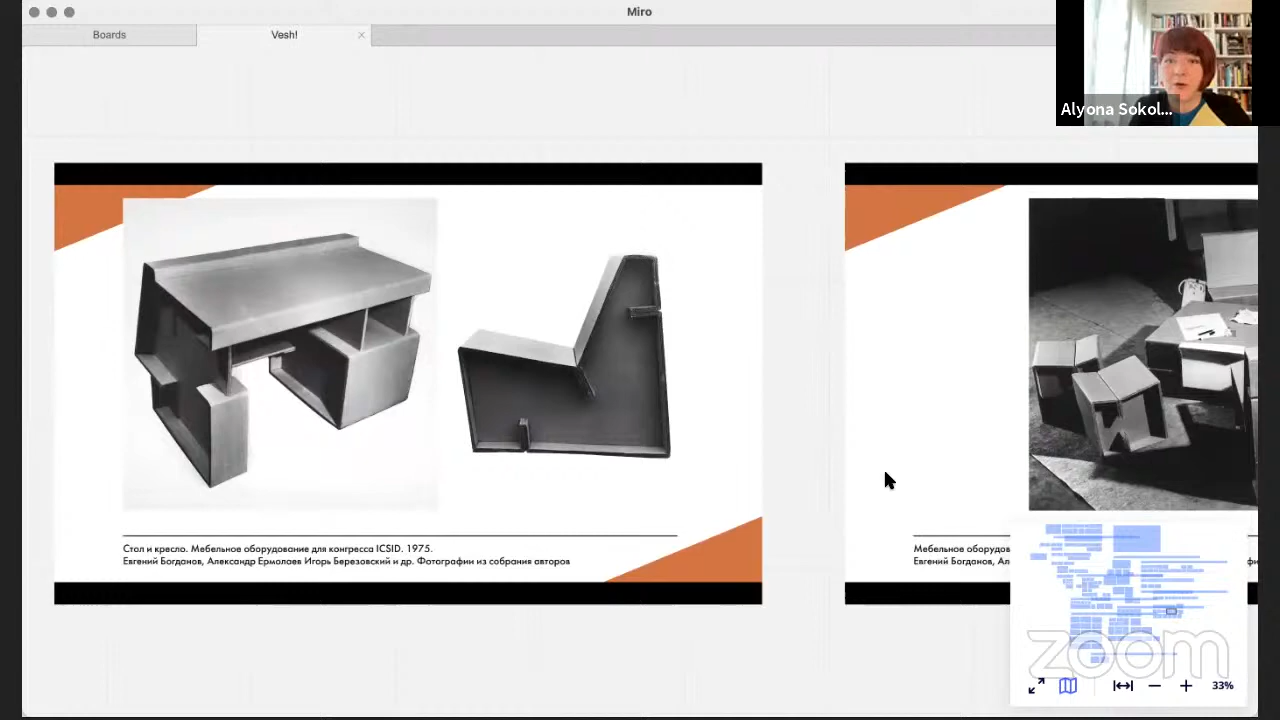 Miro
Boards
Vesh!
Alyona Sokol...
Стол и кресло. Мебельное оборудование для конгресса ICSID. 1975.
Евгений Богданов, Александр Ермолаев Игорь Березовский и др. Фотографии из собрания авторов
Мебельное оборудов
Евгений Богданов, Ал
zoom
33%